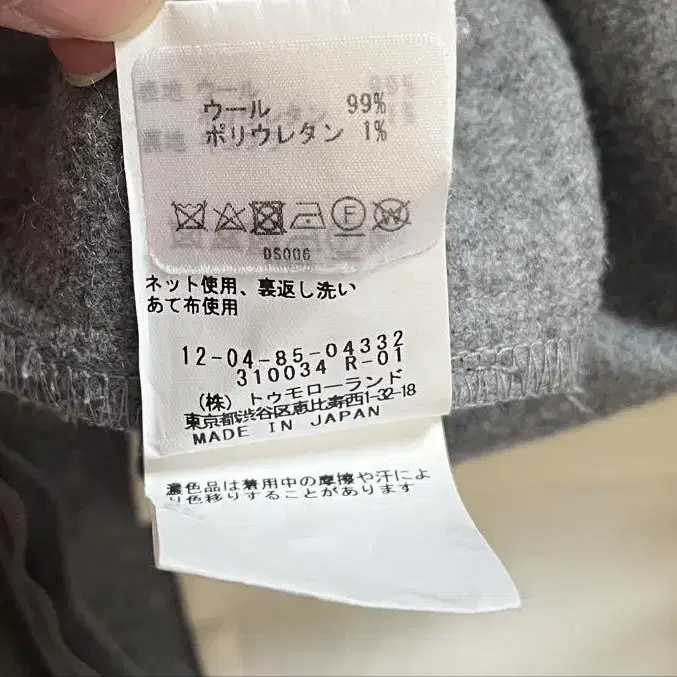 ウール 99%
ポリウレタン 1%
DS006
ネット使用、裏返し洗い
あて布使用
12-04-85-04332
310034 R-01
(株) トゥモローランド
東京都渋谷区恵比寿西1-32-18
MADE IN JAPAN
濃色品は着用中の摩擦や汗によ
り色移りすることがあります